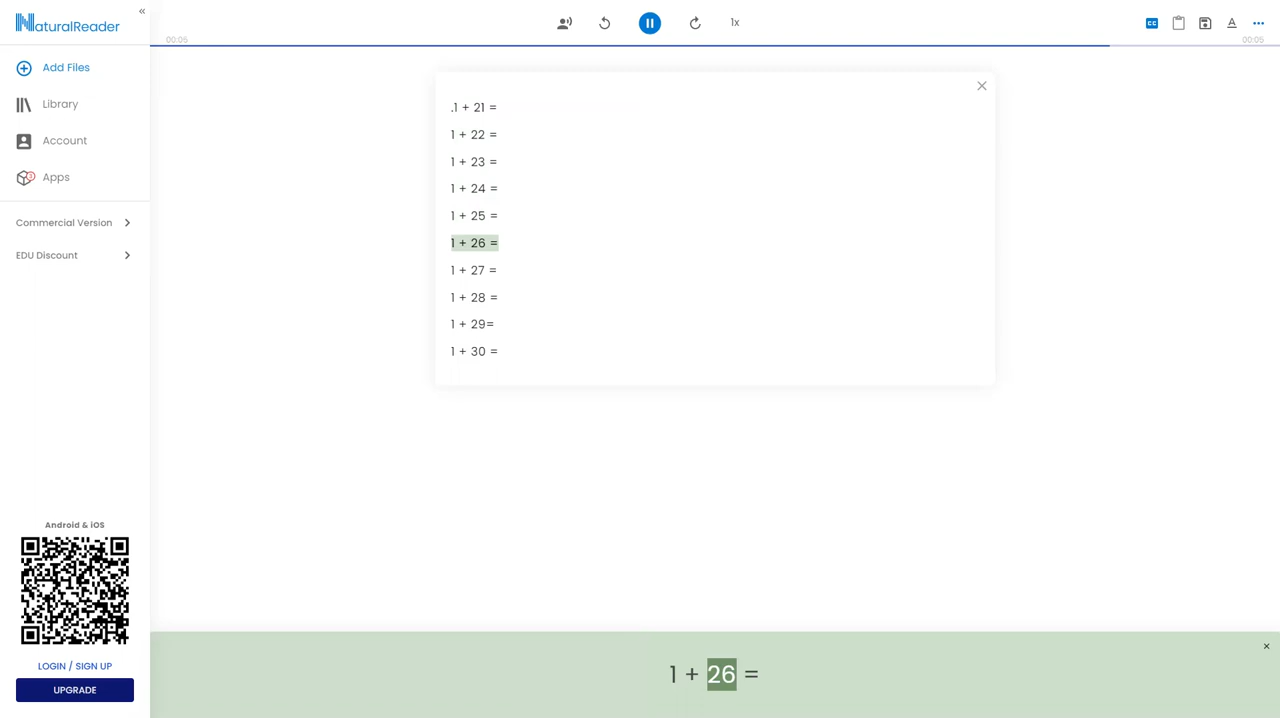 NaturalReader
«
Add Files
Library
Account
3
Apps
Commercial Version
EDU Discount
Android & iOS
LOGIN / SIGN UP
UPGRADE
1x
CC
A
00:05
00:05
.1 + 21 =
1 + 22 =
1 + 23 =
1 + 24 =
1 + 25 =
1 + 26 =
1 + 27 =
1 + 28 =
1 + 29=
1 + 30 =
1 + 26 =